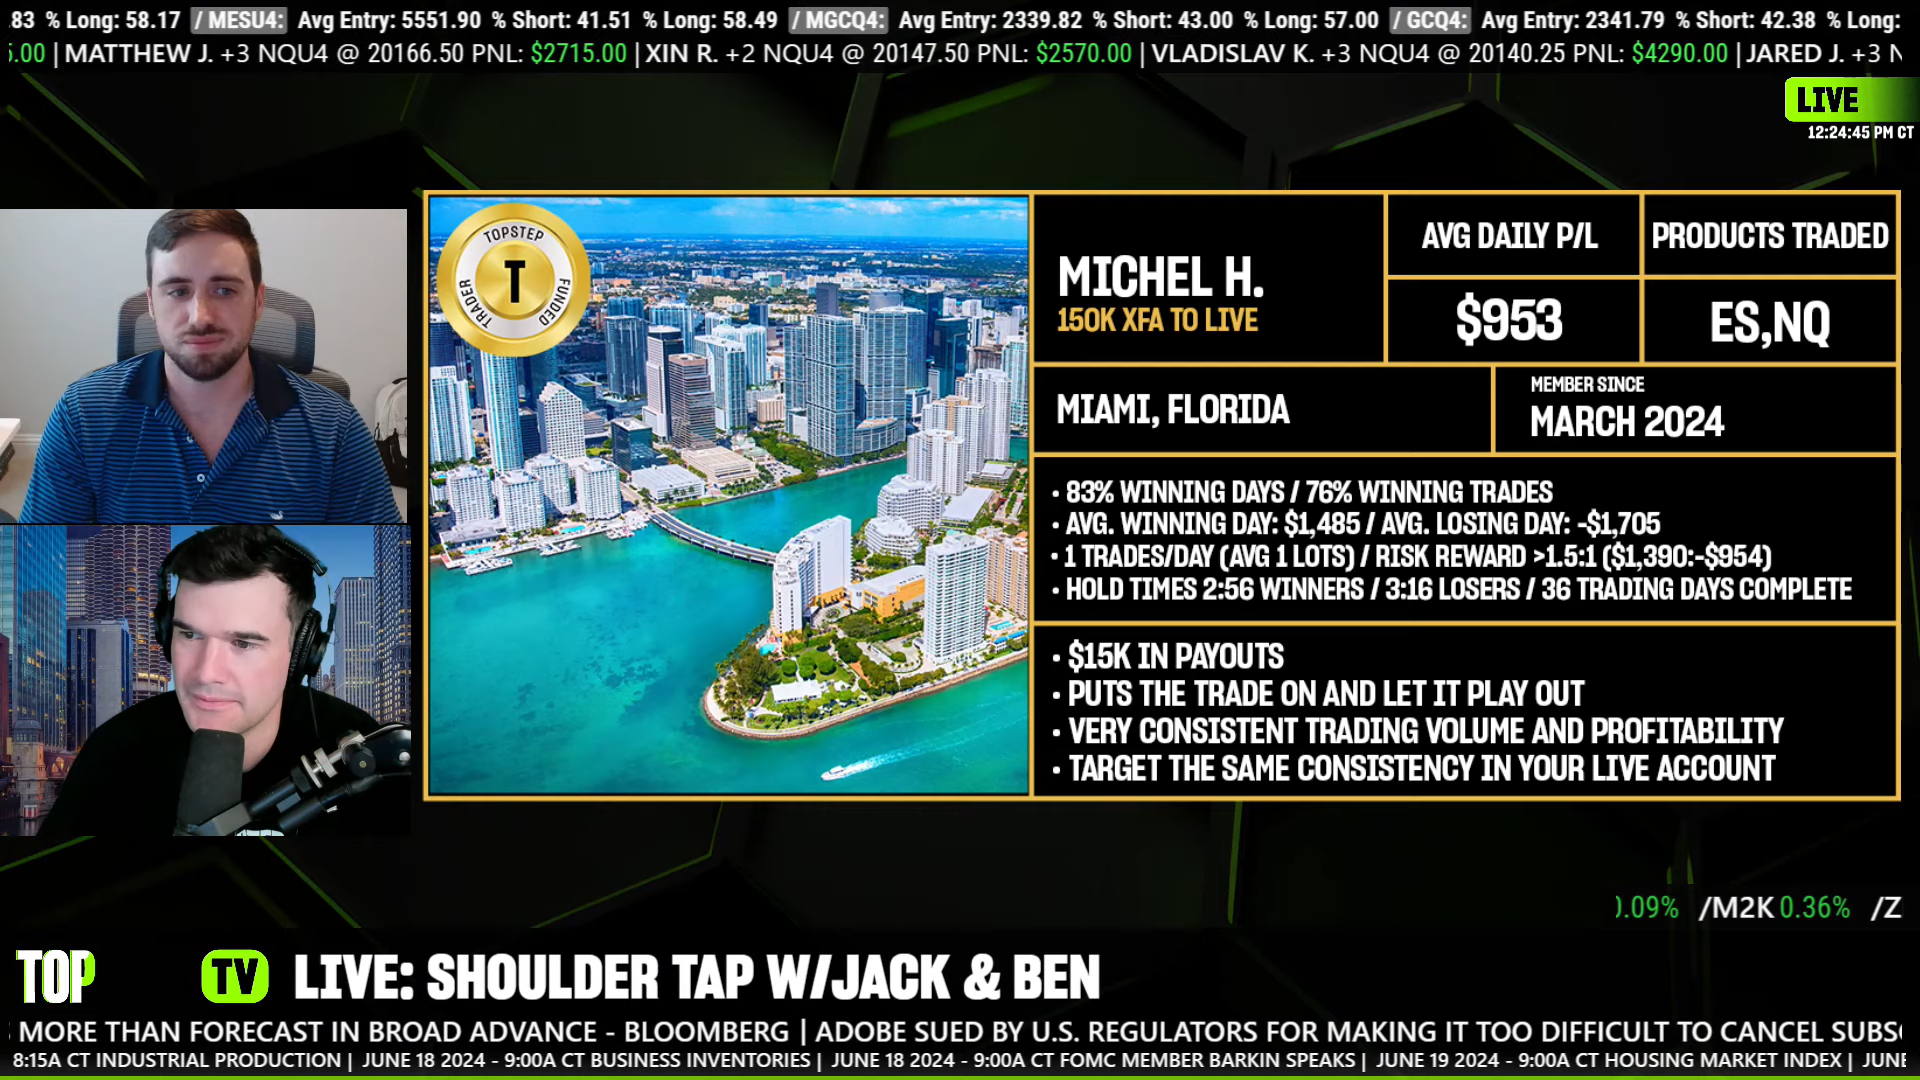 .83 % Long: 58.17 / MESU4: Avg Entry: 5551.90 % Short: 41.51 % Long: 58.49 / MGCQ4: Avg Entry: 2339.82 % Short: 43.00 % Long: 57.00 / GCQ4: Avg Entry: 2341.79 % Short: 42.38 % Long:
5.00 | MATTHEW J. +3 NQU4 @ 20166.50 PNL: $2715.00 | XIN R. +2 NQU4 @ 20147.50 PNL: $2570.00 | VLADISLAV K. +3 NQU4 @ 20140.25 PNL: $4290.00 | JARED J. +3 N
LIVE
12:24:45 PM CT
TOPSTEP
T
FUNDED
TRADER
MICHEL H.
150K XFA TO LIVE
AVG DAILY P/L
$953
PRODUCTS TRADED
ES,NQ
MIAMI, FLORIDA
MEMBER SINCE
MARCH 2024
• 83% WINNING DAYS / 76% WINNING TRADES
• AVG. WINNING DAY: $1,485 / AVG. LOSING DAY: -$1,705
• 1 TRADES/DAY (AVG 1 LOTS) / RISK REWARD >1.5:1 ($1,390:-$954)
• HOLD TIMES 2:56 WINNERS / 3:16 LOSERS / 36 TRADING DAYS COMPLETE
• $15K IN PAYOUTS
• PUTS THE TRADE ON AND LET IT PLAY OUT
• VERY CONSISTENT TRADING VOLUME AND PROFITABILITY
• TARGET THE SAME CONSISTENCY IN YOUR LIVE ACCOUNT
0.09% /M2K 0.36% /Z
TOP TV LIVE: SHOULDER TAP W/JACK & BEN
MORE THAN FORECAST IN BROAD ADVANCE - BLOOMBERG | ADOBE SUED BY U.S. REGULATORS FOR MAKING IT TOO DIFFICULT TO CANCEL SUBS
8:15A CT INDUSTRIAL PRODUCTION | JUNE 18 2024 - 9:00A CT BUSINESS INVENTORIES | JUNE 18 2024 - 9:00A CT FOMC MEMBER BARKIN SPEAKS | JUNE 19 2024 - 9:00A CT HOUSING MARKET INDEX | JUNE